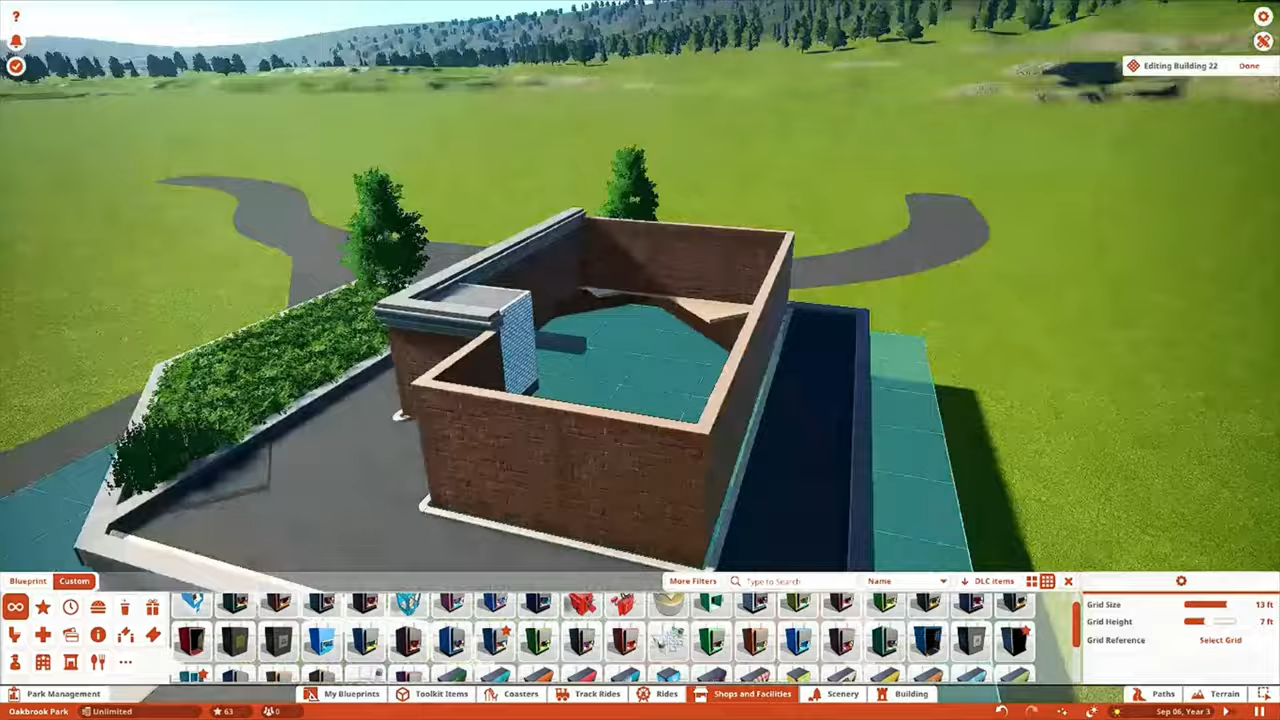 ?
Editing Building 22 Done
Blueprint Custom
More Filters Type to Search Name DLC items
Grid Size 13 ft
Grid Height 7 ft
Grid Reference Select Grid
Park Management My Blueprints Toolkit Items Coasters Track Rides Rides Shops and Facilities Scenery Building Paths Terrain
Oakbrook Park Unlimited 63 0 Sep 06, Year 3